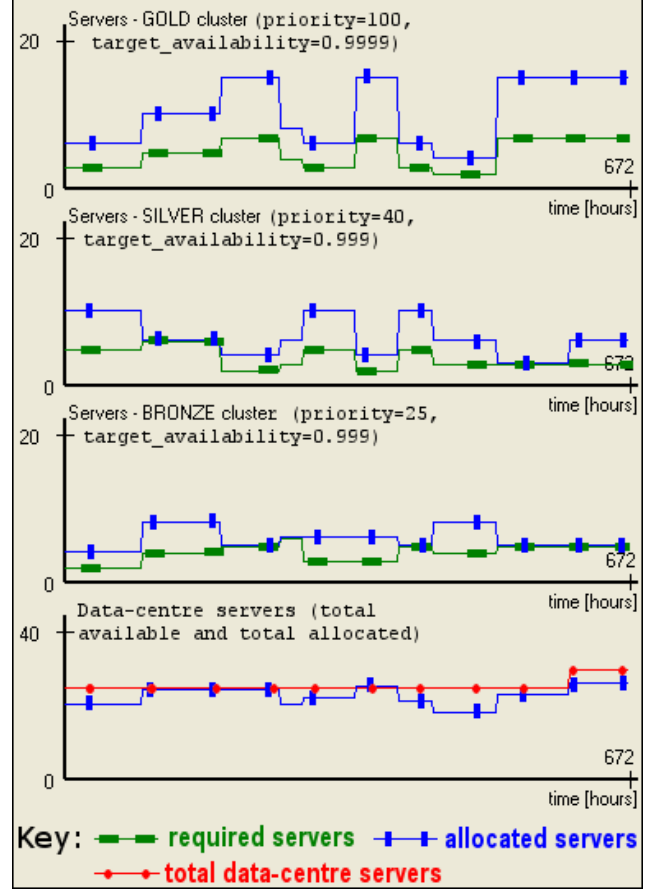 Servers - GOLD cluster (priority=100,
20
target_availability=0.9999)
672
0
time [hours]
Servers - SILVER cluster (priority=40,
20
target_availability=0.999)
672
0
time [hours]
Servers - BRONZE cluster (priority=25,
20
target_availability=0.999)
672
0
time [hours]
Data-centre servers (total
40
available and total allocated)
672
0
time [hours]
Key: required servers allocated servers
total data-centre servers